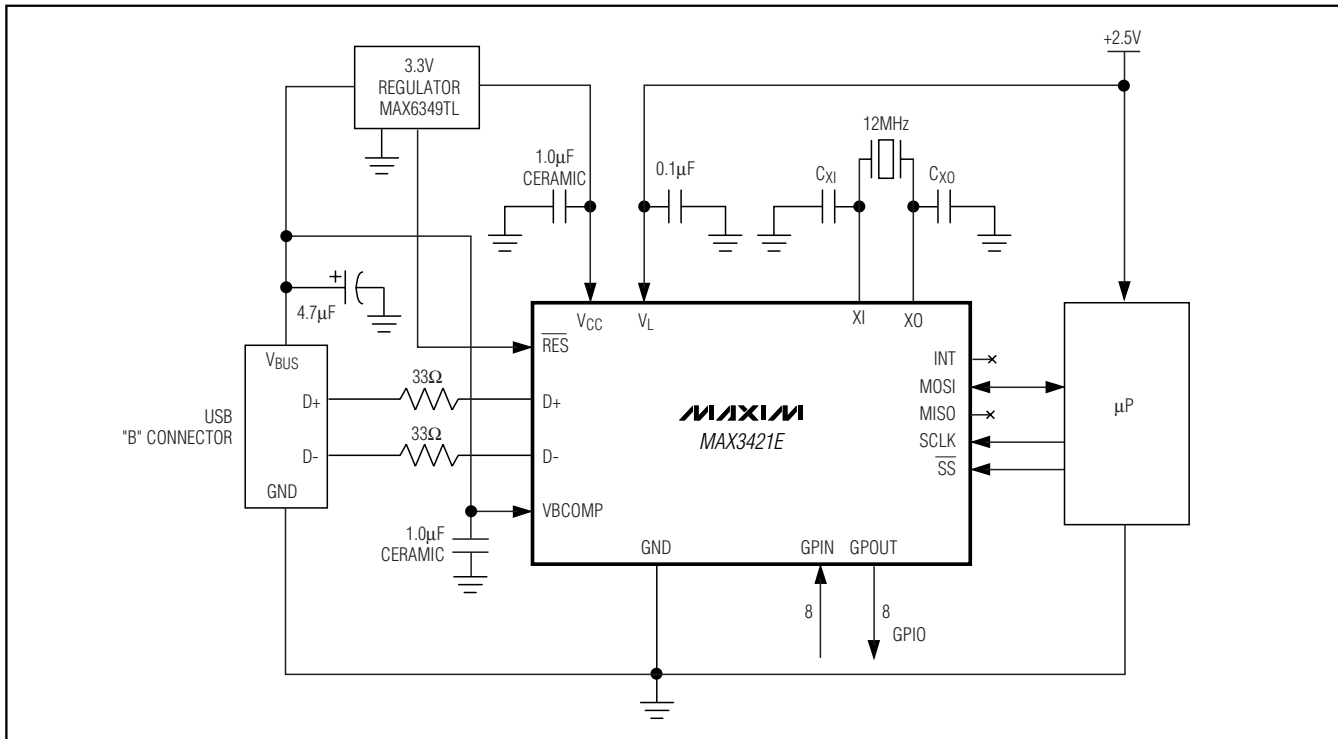 +2.5V
3.3V
REGULATOR
MAX6349TL
12MHz
1.0µF
CERAMIC
0.1µF
CXI
CXO
+
4.7µF
VCC
VL
XI
XO
RES
INT
VBUS
33Ω
D+
D+
MOSI
MAXIM
MAX3421E
µP
MISO
USB
"B" CONNECTOR
33Ω
SCLK
D-
D-
SS
GND
VBCOMP
1.0µF
CERAMIC
GND
GPIN
GPOUT
8
8
GPIO